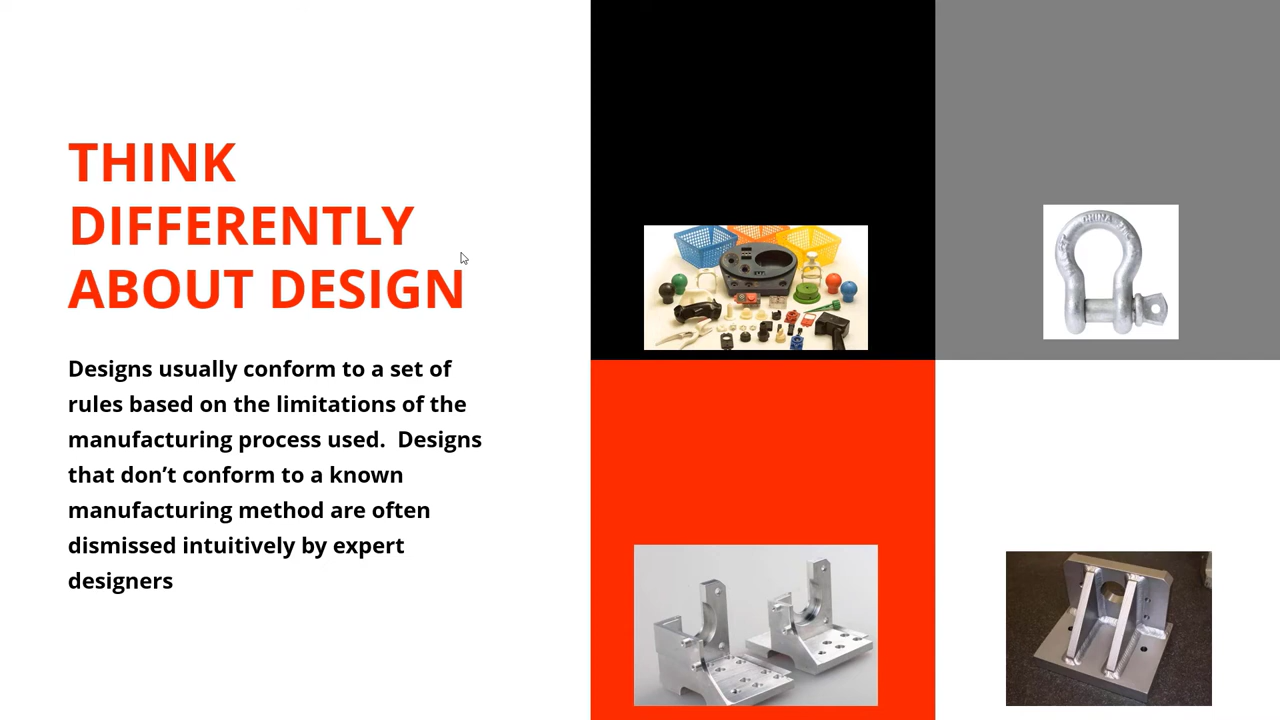 THINK
DIFFERENTLY
ABOUT DESIGN
Designs usually conform to a set of
rules based on the limitations of the
manufacturing process used.  Designs
that don’t conform to a known
manufacturing method are often
dismissed intuitively by expert
designers
CHINA